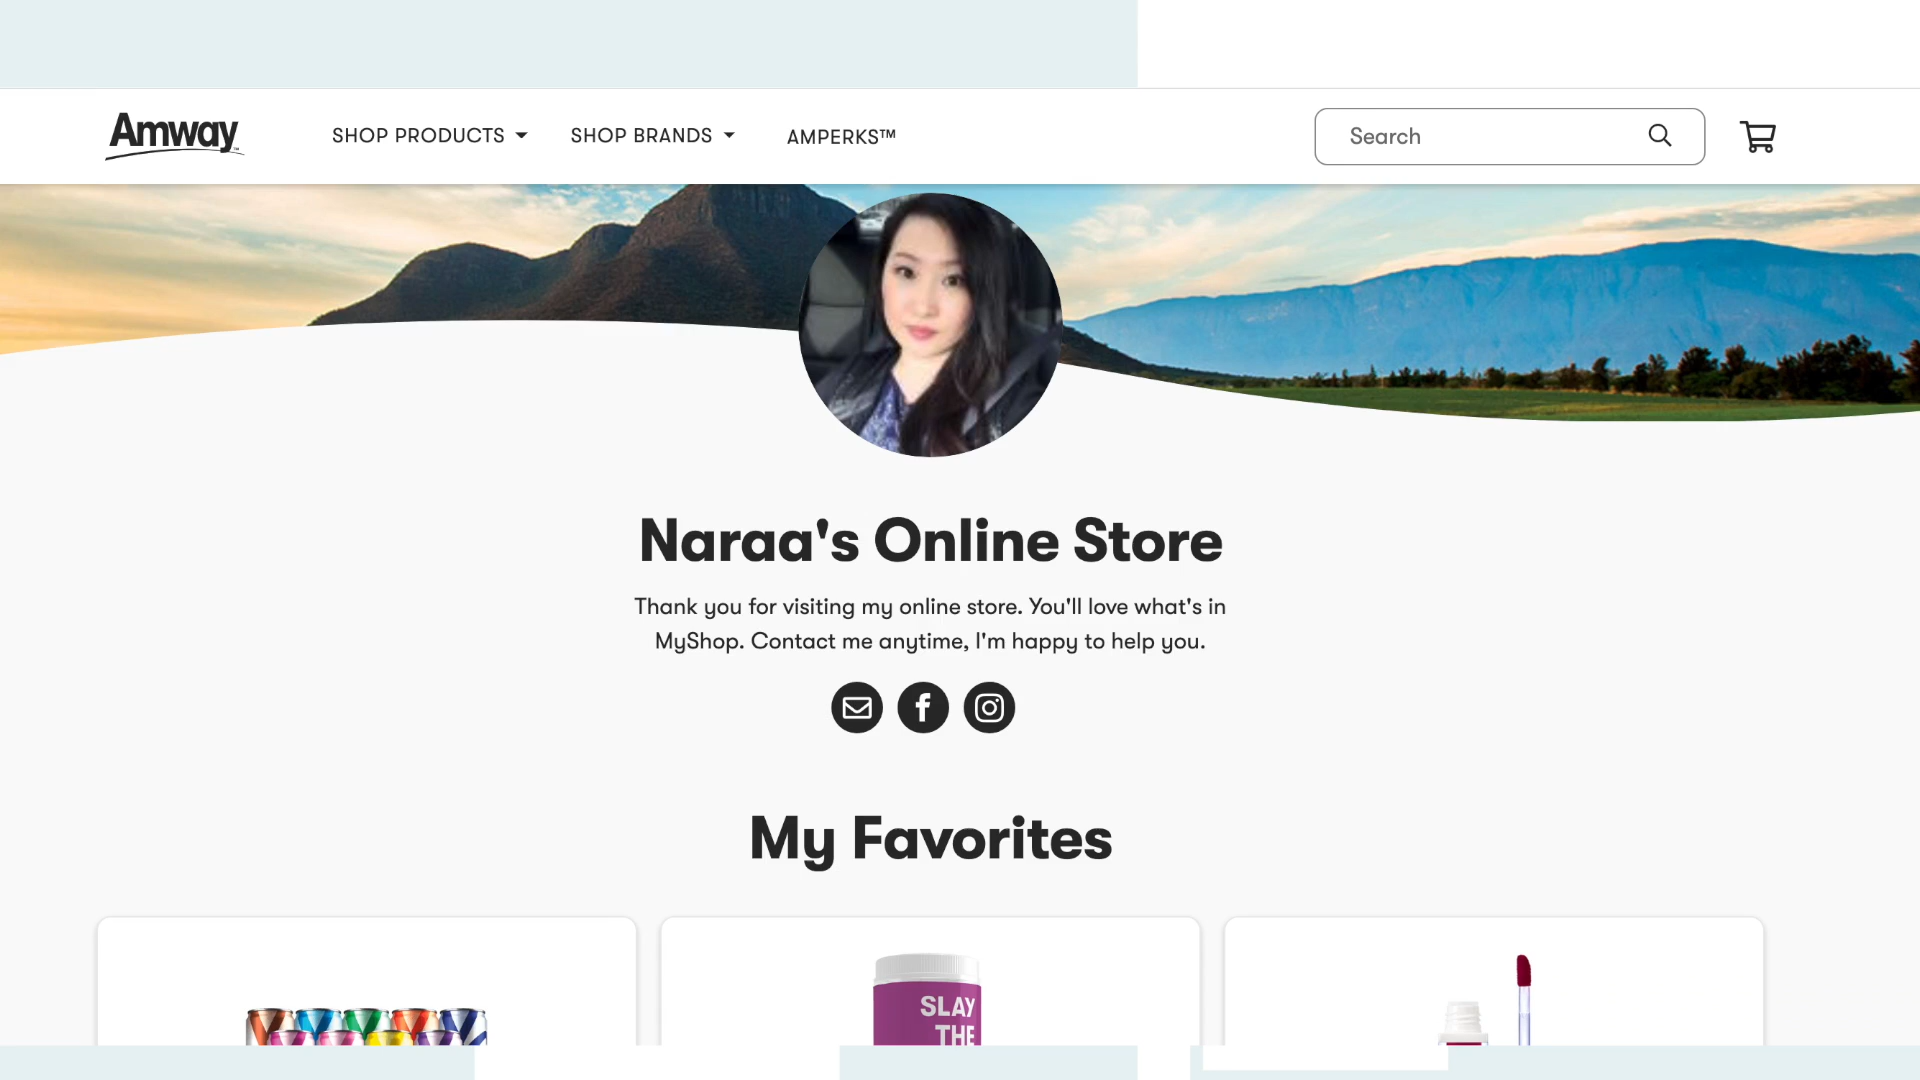 Amway
SHOP PRODUCTS
SHOP BRANDS
AMPERKS™
Search
Naraa's Online Store
Thank you for visiting my online store. You'll love what's in
MyShop. Contact me anytime, I'm happy to help you.
My Favorites
SLAY
THE